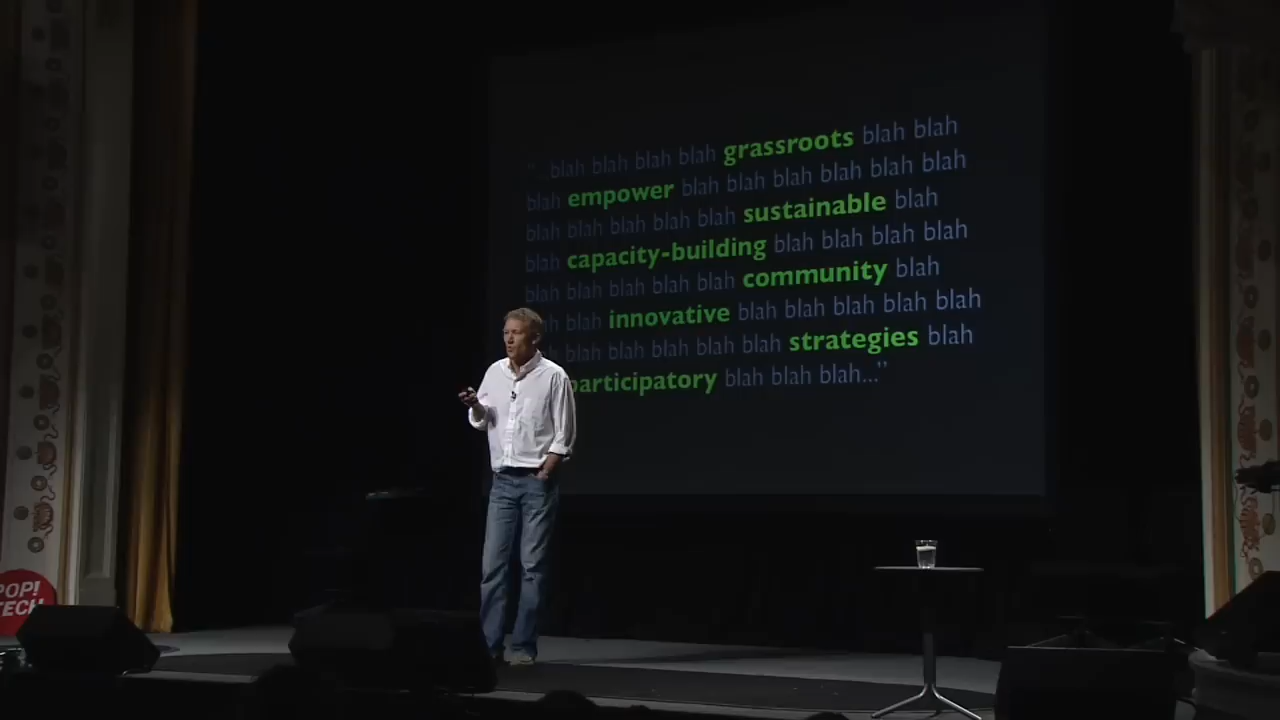 "...blah blah blah blah grassroots blah blah
blah empower blah blah blah blah blah blah
blah blah blah blah blah sustainable blah
blah capacity-building blah blah blah blah
blah blah blah blah blah community blah
blah innovative blah blah blah blah blah
blah blah blah blah blah strategies blah
participatory blah blah blah..."
POP!
TECH